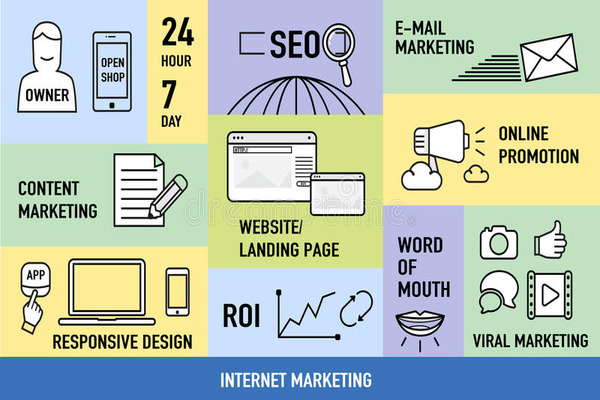 OWNER
OPEN
SHOP
24
HOUR
7
DAY
SEO
E-MAIL
MARKETING
CONTENT
MARKETING
HTTP://
WEBSITE/
LANDING PAGE
ONLINE
PROMOTION
APP
RESPONSIVE DESIGN
ROI
WORD
OF
MOUTH
VIRAL MARKETING
INTERNET MARKETING
dreamstime